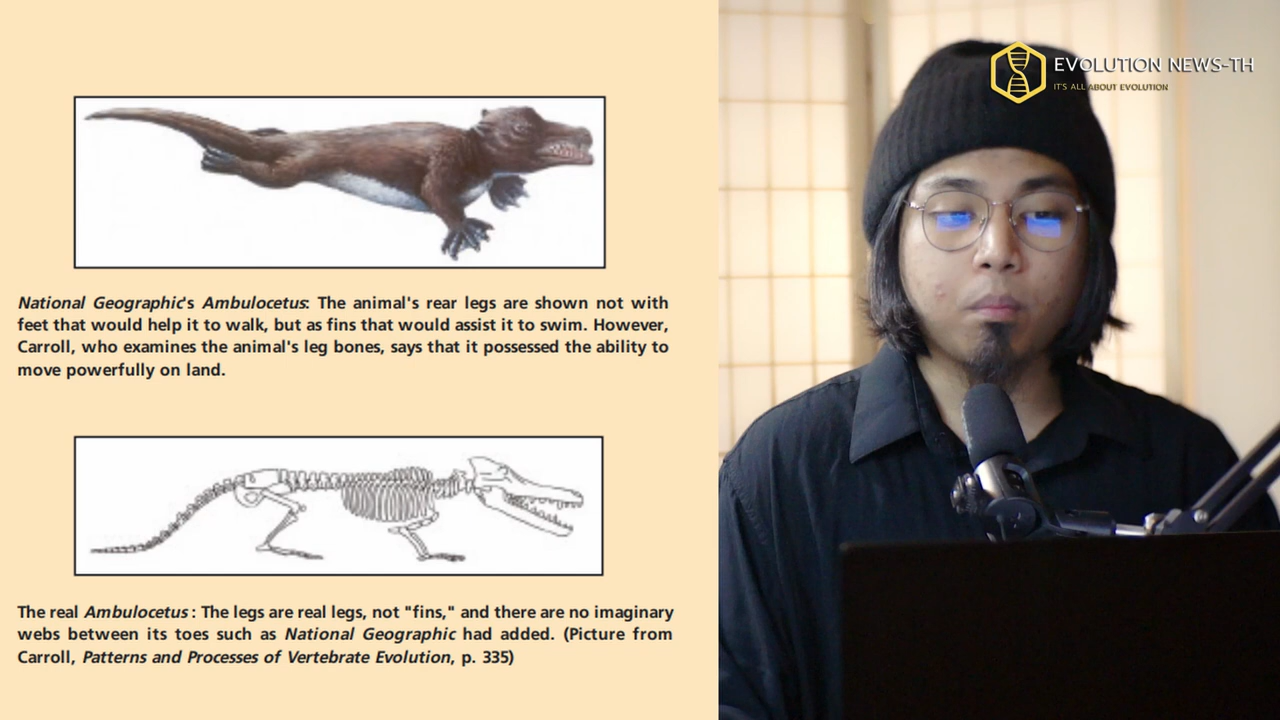 EVOLUTION NEWS-TH
IT'S ALL ABOUT EVOLUTION
National Geographic's Ambulocetus: The animal's rear legs are shown not with
feet that would help it to walk, but as fins that would assist it to swim. However,
Carroll, who examines the animal's leg bones, says that it possessed the ability to
move powerfully on land.
The real Ambulocetus : The legs are real legs, not "fins," and there are no imaginary
webs between its toes such as National Geographic had added. (Picture from
Carroll, Patterns and Processes of Vertebrate Evolution, p. 335)